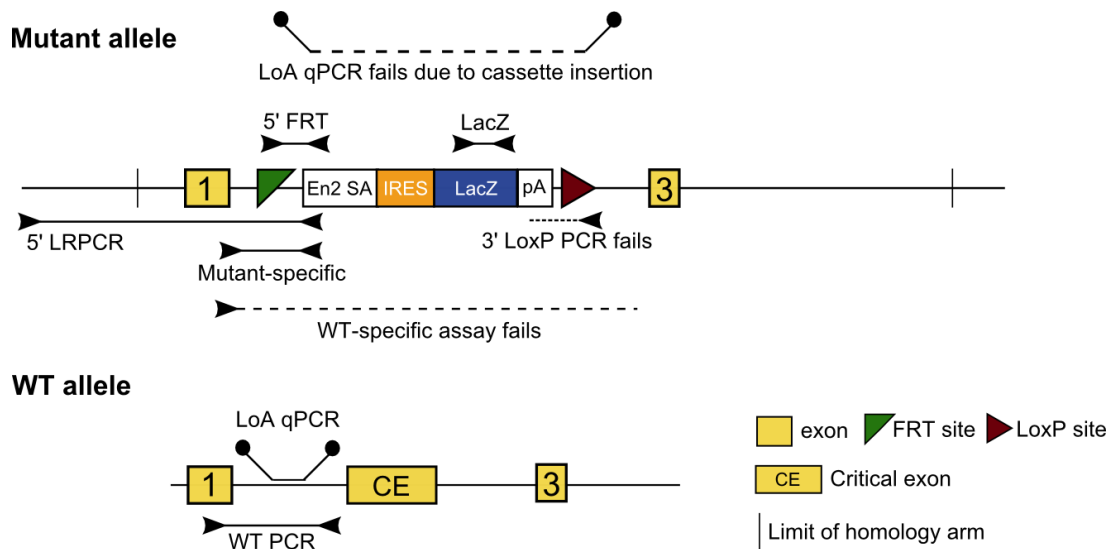 Mutant allele
LoA qPCR fails due to cassette insertion
5' FRT
LacZ
1
En2 SA
IRES
LacZ
pA
3
5' LRPCR
3' LoxP PCR fails
Mutant-specific
WT-specific assay fails
WT allele
LoA qPCR
1
CE
3
WT PCR
exon
FRT site
LoxP site
CE
Critical exon
Limit of homology arm